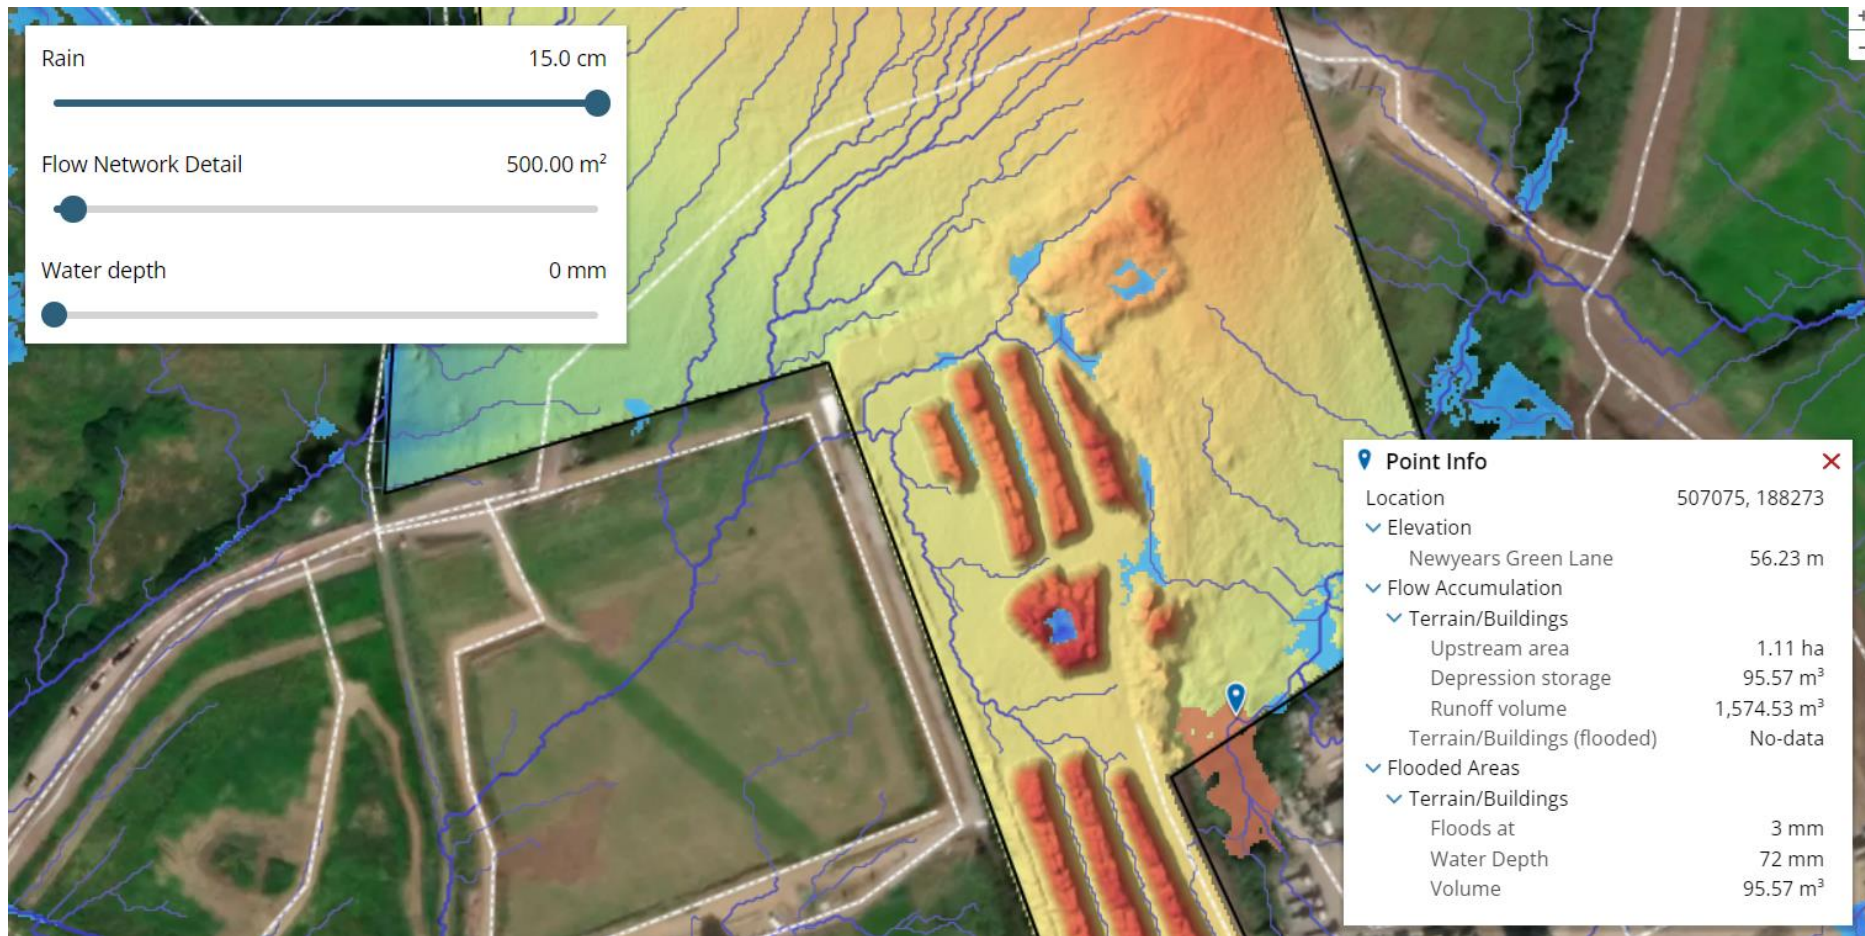 Rain 15.0 cm
Flow Network Detail 500.00 m²
Water depth 0 mm
+
−
Point Info
Location 507075, 188273
Elevation
Newyears Green Lane 56.23 m
Flow Accumulation
Terrain/Buildings
Upstream area 1.11 ha
Depression storage 95.57 m³
Runoff volume 1,574.53 m³
Terrain/Buildings (flooded) No-data
Flooded Areas
Terrain/Buildings
Floods at 3 mm
Water Depth 72 mm
Volume 95.57 m³